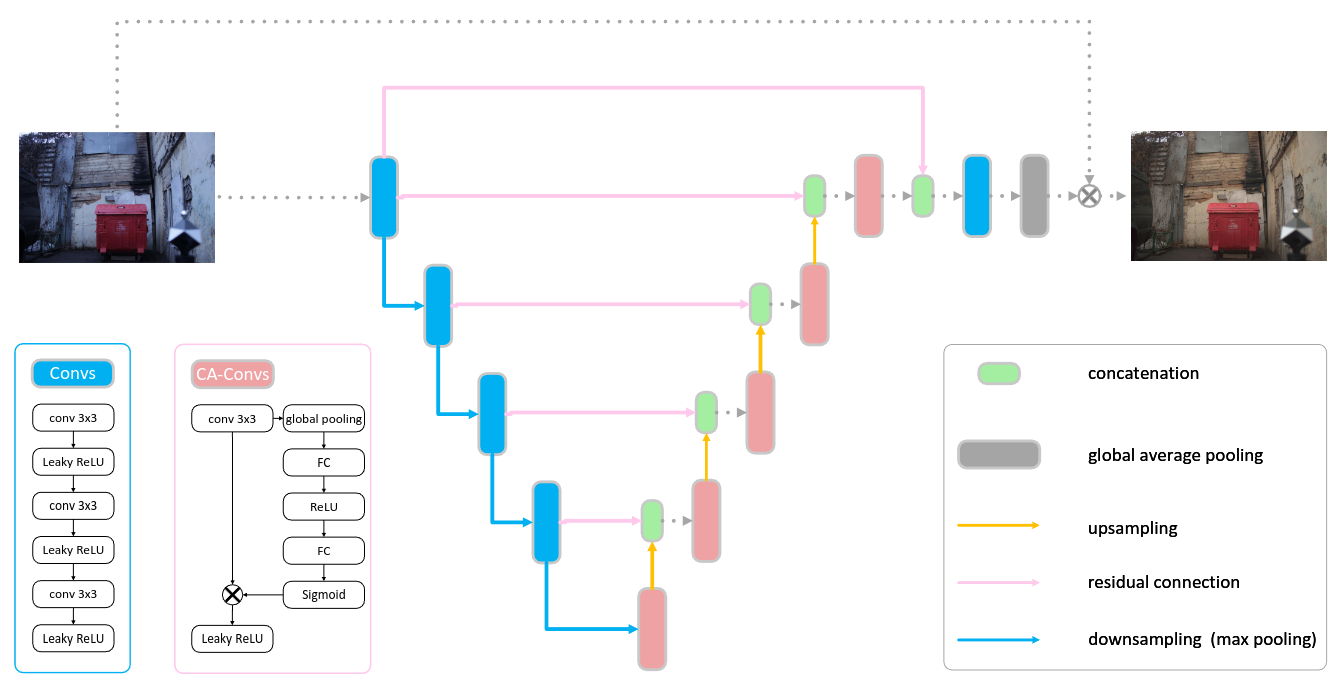 Convs
conv 3x3
Leaky ReLU
conv 3x3
Leaky ReLU
conv 3x3
Leaky ReLU
CA-Convs
conv 3x3
global pooling
FC
ReLU
FC
Sigmoid
Leaky ReLU
concatenation
global average pooling
upsampling
residual connection
downsampling (max pooling)